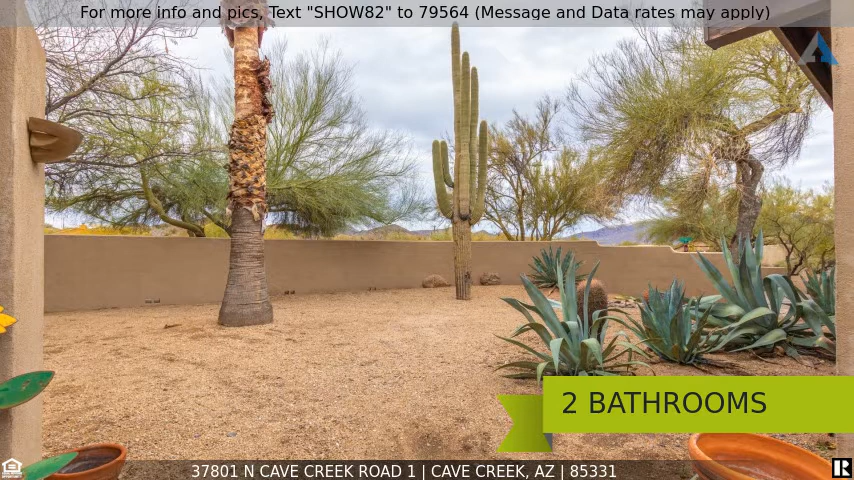 For more info and pics, Text "SHOW82" to 79564 (Message and Data rates may apply)
2 BATHROOMS
37801 N CAVE CREEK ROAD 1 | CAVE CREEK, AZ | 85331